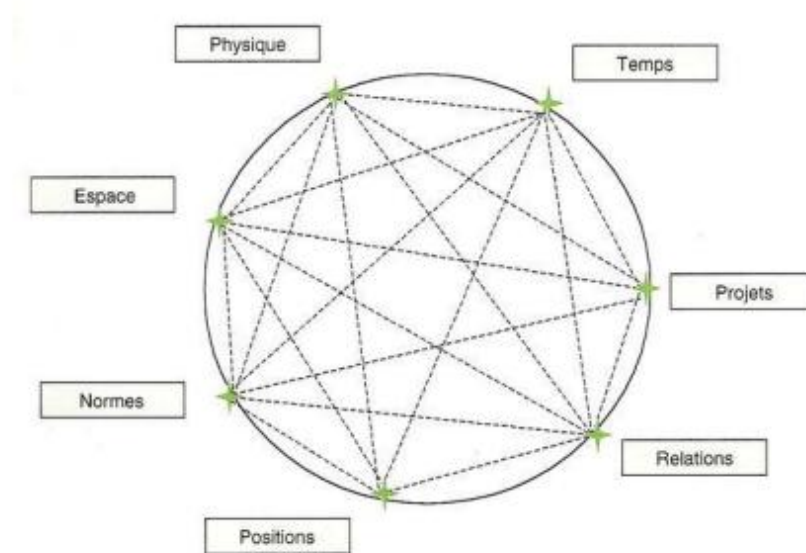 Physique
Temps
Espace
Projets
Normes
Relations
Positions